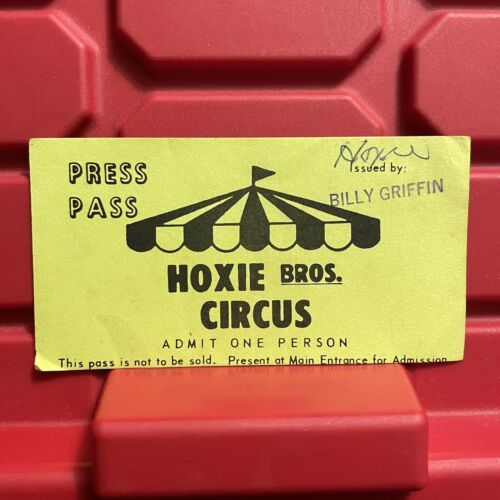 PRESS
PASS
Hoxie
Issued by:
BILLY GRIFFIN
HOXIE BROS.
CIRCUS
ADMIT ONE PERSON
This pass is not to be sold. Present at Main Entrance for Admission